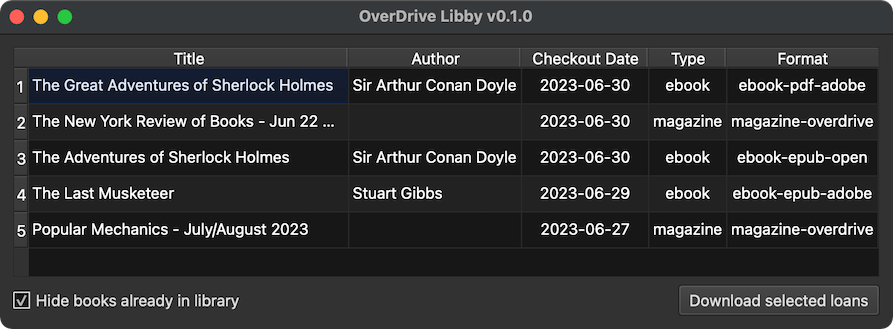 OverDrive Libby v0.1.0
Title Author Checkout Date Type Format
1 The Great Adventures of Sherlock Holmes Sir Arthur Conan Doyle 2023-06-30 ebook ebook-pdf-adobe
2 The New York Review of Books - Jun 22 ... 2023-06-30 magazine magazine-overdrive
3 The Adventures of Sherlock Holmes Sir Arthur Conan Doyle 2023-06-30 ebook ebook-epub-open
4 The Last Musketeer Stuart Gibbs 2023-06-29 ebook ebook-epub-adobe
5 Popular Mechanics - July/August 2023 2023-06-27 magazine magazine-overdrive
Hide books already in library Download selected loans